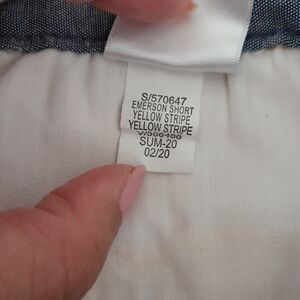 S/570647
EMERSON SHORT
YELLOW STRIPE
YELLOW STRIPE
SUM-20
02/20